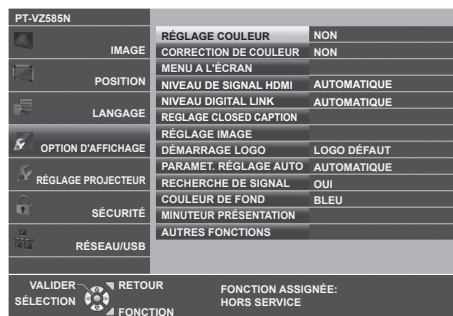 PT-VZ585N
IMAGE
POSITION
LANGAGE
OPTION D'AFFICHAGE
RÉGLAGE PROJECTEUR
SÉCURITÉ
RÉSEAU/USB
RÉGLAGE COULEUR NON
CORRECTION DE COULEUR NON
MENU A L'ÉCRAN
NIVEAU DE SIGNAL HDMI AUTOMATIQUE
NIVEAU DIGITAL LINK AUTOMATIQUE
REGLAGE CLOSED CAPTION
RÉGLAGE IMAGE
DÉMARRAGE LOGO LOGO DÉFAUT
PARAMET. RÉGLAGE AUTO AUTOMATIQUE
RECHERCHE DE SIGNAL OUI
COULEUR DE FOND BLEU
MINUTEUR PRÉSENTATION
AUTRES FONCTIONS
VALIDER RETOUR
SÉLECTION FONCTION
FONCTION ASSIGNÉE:
HORS SERVICE